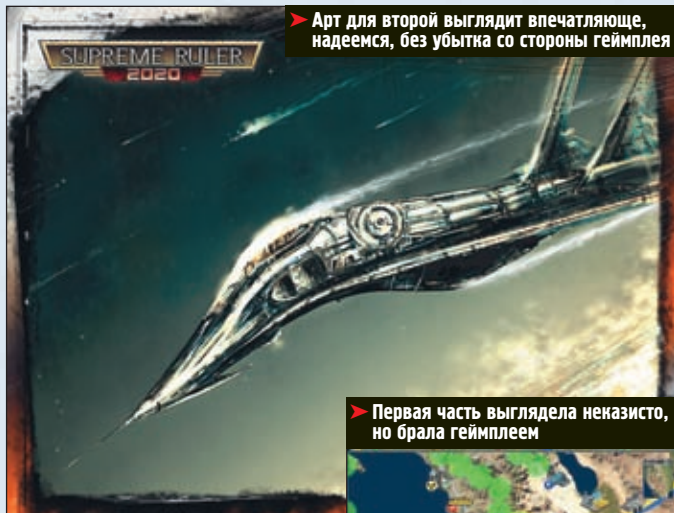 Арт для второй выглядит впечатляюще,
надеемся, без убытка со стороны геймплея
SUPREME RULER
2020
Первая часть выглядела неказисто,
но брала геймплеем